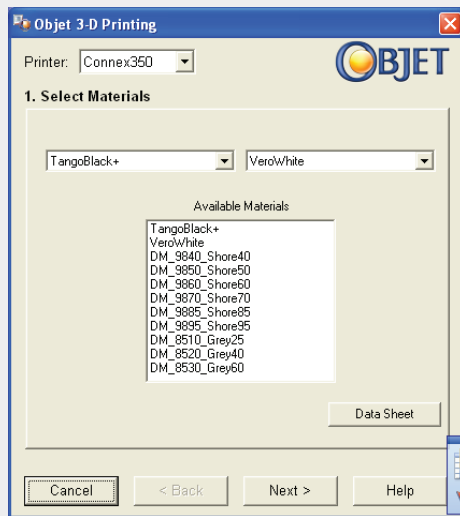 Objet 3-D Printing
Printer: Connex350
OBJET
1. Select Materials
TangoBlack+ VeroWhite
Available Materials
TangoBlack+
VeroWhite
DM_9840_Shore40
DM_9850_Shore50
DM_9860_Shore60
DM_9870_Shore70
DM_9885_Shore85
DM_9895_Shore95
DM_8510_Grey25
DM_8520_Grey40
DM_8530_Grey60
Data Sheet
Cancel < Back Next > Help